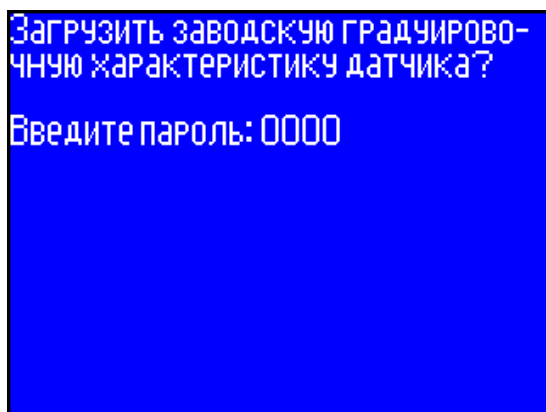 Загрузить заводскую градуирово-
чную характеристику датчика?
Введите пароль: 0000